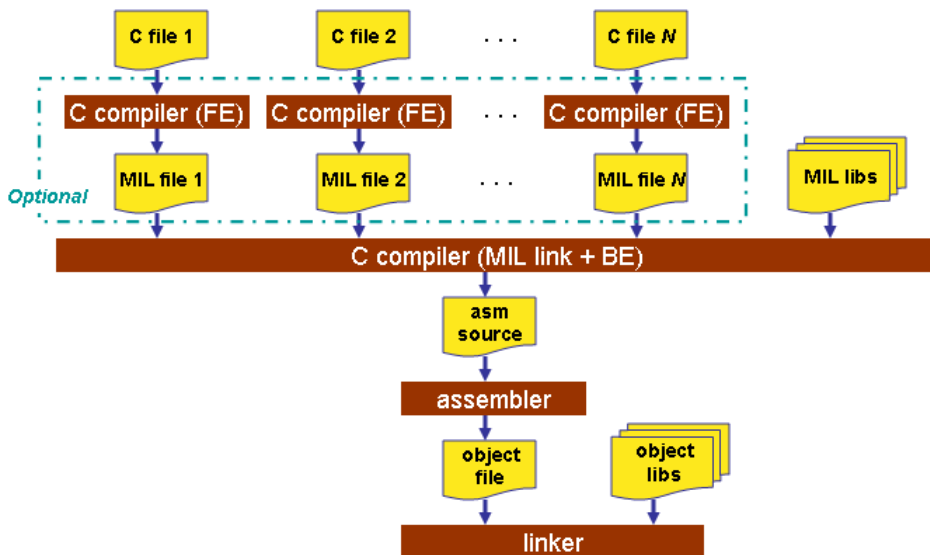 C file 1
C file 2
. . .
C file N
C compiler (FE)
C compiler (FE)
. . .
C compiler (FE)
Optional
MIL file 1
MIL file 2
. . .
MIL file N
MIL libs
C compiler (MIL link + BE)
asm
source
assembler
object
file
object
libs
linker